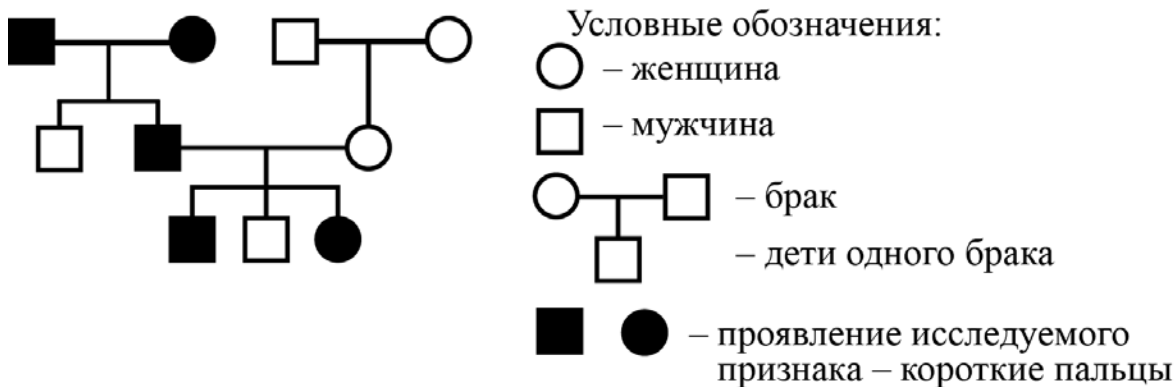 Условные обозначения:
– женщина
– мужчина
– брак
– дети одного брака
– проявление исследуемого
признака – короткие пальцы